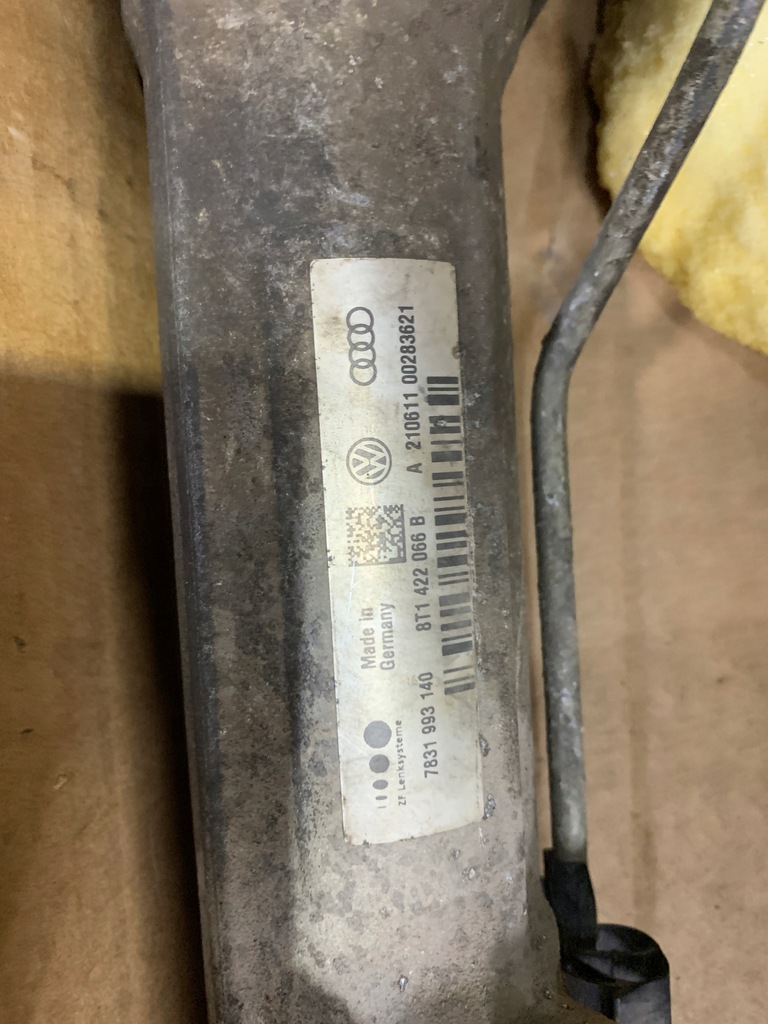 Made in
Germany
ZF Lenksysteme
7831 993 140 8T1 422 066 B A 210611 00283621